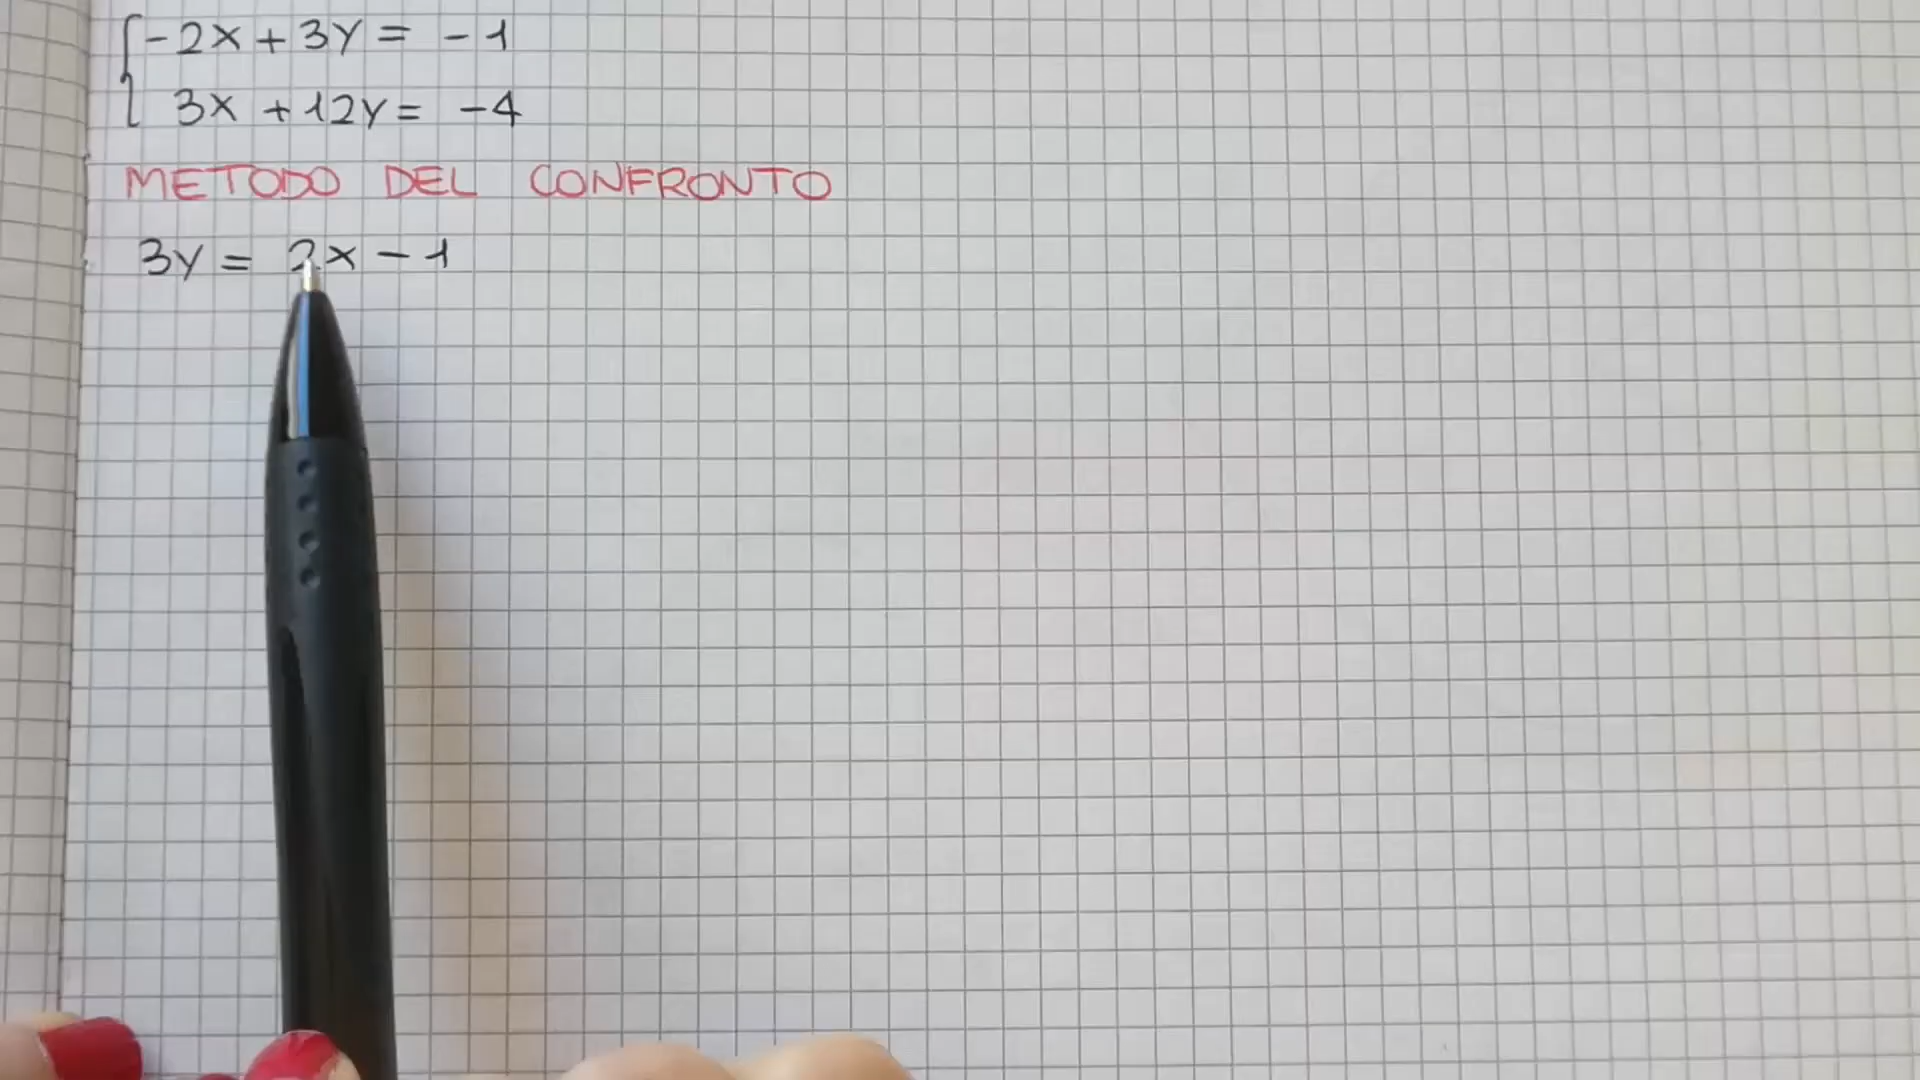 -2x+3y= -1
3x +12y= -4
METODO DEL CONFRONTO
3y = 2x-1